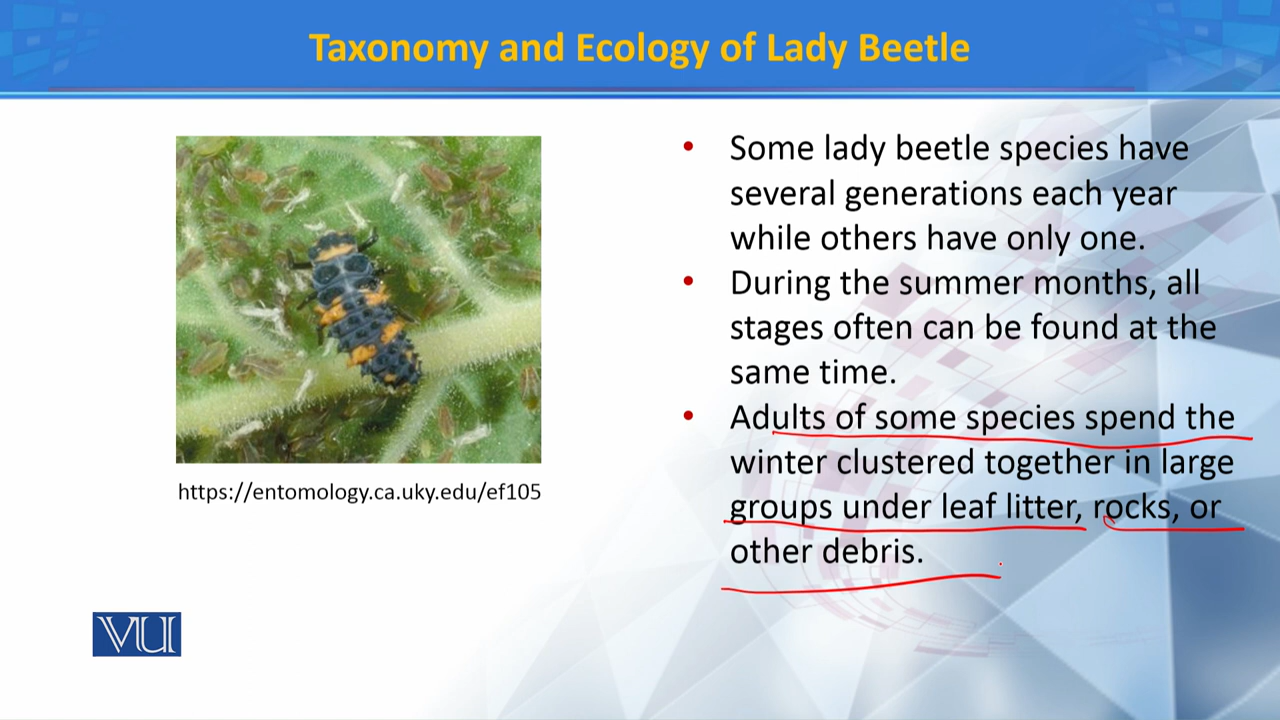 Taxonomy and Ecology of Lady Beetle
• Some lady beetle species have
several generations each year
while others have only one.
• During the summer months, all
stages often can be found at the
same time.
• Adults of some species spend the
winter clustered together in large
groups under leaf litter, rocks, or
other debris.
https://entomology.ca.uky.edu/ef105
VU